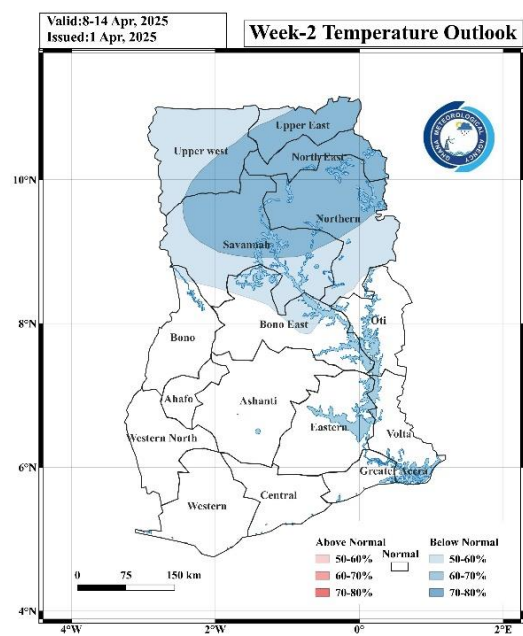 Valid:8-14 Apr, 2025
Issued:1 Apr, 2025
Week-2 Temperature Outlook
GHANA METEOROLOGICAL AGENCY
Upper East
Upper west
North East
10°N
Northern
Savannah
8°N
Oti
Bono East
Bono
Ahafo
Ashanti
Eastern
Volta
Western North
6°N
Greater Accra
Central
Western
Above Normal
Below Normal
Normal
50-60%
50-60%
60-70%
60-70%
70-80%
70-80%
0
75
150 km
4°N
4°W
2°W
0°
2°E